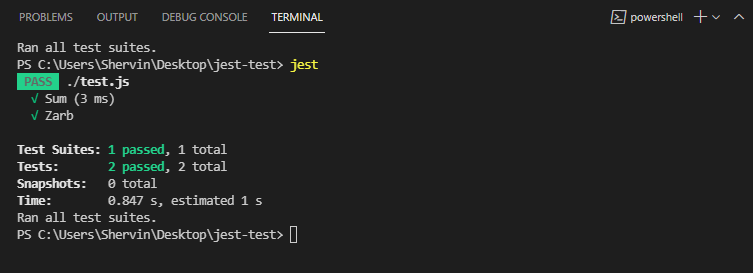 PROBLEMS OUTPUT DEBUG CONSOLE TERMINAL powershell
Ran all test suites.
PS C:\Users\Shervin\Desktop\jest-test> jest
PASS ./test.js
√ Sum (3 ms)
√ Zarb
Test Suites: 1 passed, 1 total
Tests: 2 passed, 2 total
Snapshots: 0 total
Time: 0.847 s, estimated 1 s
Ran all test suites.
PS C:\Users\Shervin\Desktop\jest-test>